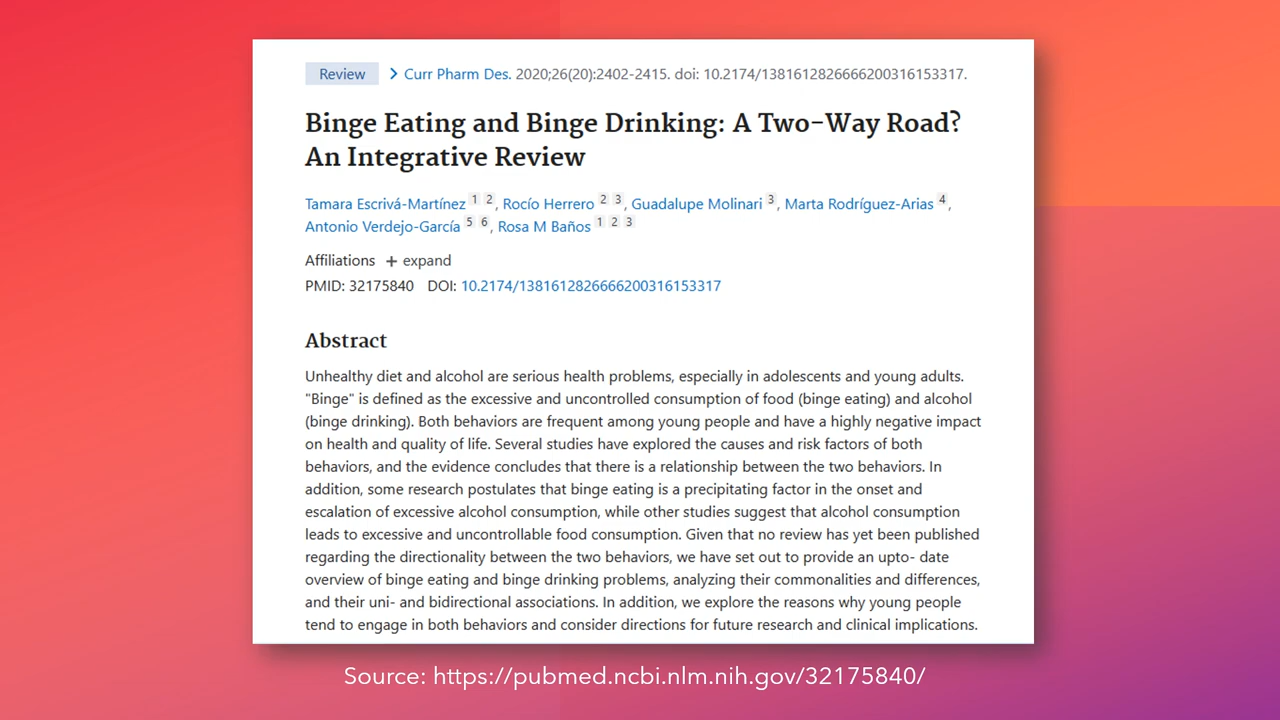 Review > Curr Pharm Des. 2020;26(20):2402-2415. doi: 10.2174/1381612826666200316153317.
Binge Eating and Binge Drinking: A Two-Way Road?
An Integrative Review
Tamara Escrivá-Martínez 1 2, Rocío Herrero 2 3, Guadalupe Molinari 3, Marta Rodríguez-Arias 4,
Antonio Verdejo-García 5 6, Rosa M Baños 1 2 3
Affiliations + expand
PMID: 32175840 DOI: 10.2174/1381612826666200316153317
Abstract
Unhealthy diet and alcohol are serious health problems, especially in adolescents and young adults.
"Binge" is defined as the excessive and uncontrolled consumption of food (binge eating) and alcohol
(binge drinking). Both behaviors are frequent among young people and have a highly negative impact
on health and quality of life. Several studies have explored the causes and risk factors of both
behaviors, and the evidence concludes that there is a relationship between the two behaviors. In
addition, some research postulates that binge eating is a precipitating factor in the onset and
escalation of excessive alcohol consumption, while other studies suggest that alcohol consumption
leads to excessive and uncontrollable food consumption. Given that no review has yet been published
regarding the directionality between the two behaviors, we have set out to provide an upto- date
overview of binge eating and binge drinking problems, analyzing their commonalities and differences,
and their uni- and bidirectional associations. In addition, we explore the reasons why young people
tend to engage in both behaviors and consider directions for future research and clinical implications.
Source: https://pubmed.ncbi.nlm.nih.gov/32175840/